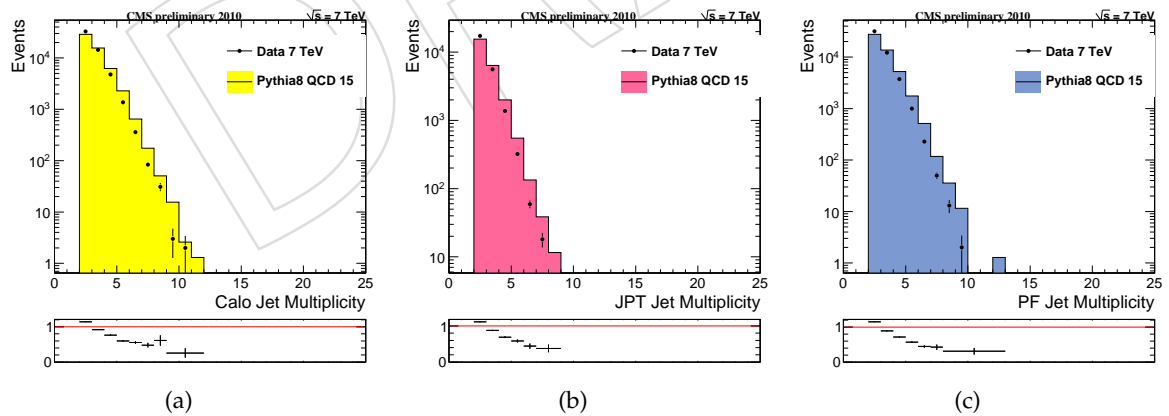 CMS preliminary 2010 √s = 7 TeV
Events
10⁴
10³
10²
10
1
Data 7 TeV
Pythia8 QCD 15
0 5 10 15 20 25
Calo Jet Multiplicity
1
0
(a)
CMS preliminary 2010 √s = 7 TeV
Events
10⁴
10³
10²
10
Data 7 TeV
Pythia8 QCD 15
0 5 10 15 20 25
JPT Jet Multiplicity
1
0
(b)
CMS preliminary 2010 √s = 7 TeV
Events
10⁴
10³
10²
10
1
Data 7 TeV
Pythia8 QCD 15
0 5 10 15 20 25
PF Jet Multiplicity
1
0
(c)